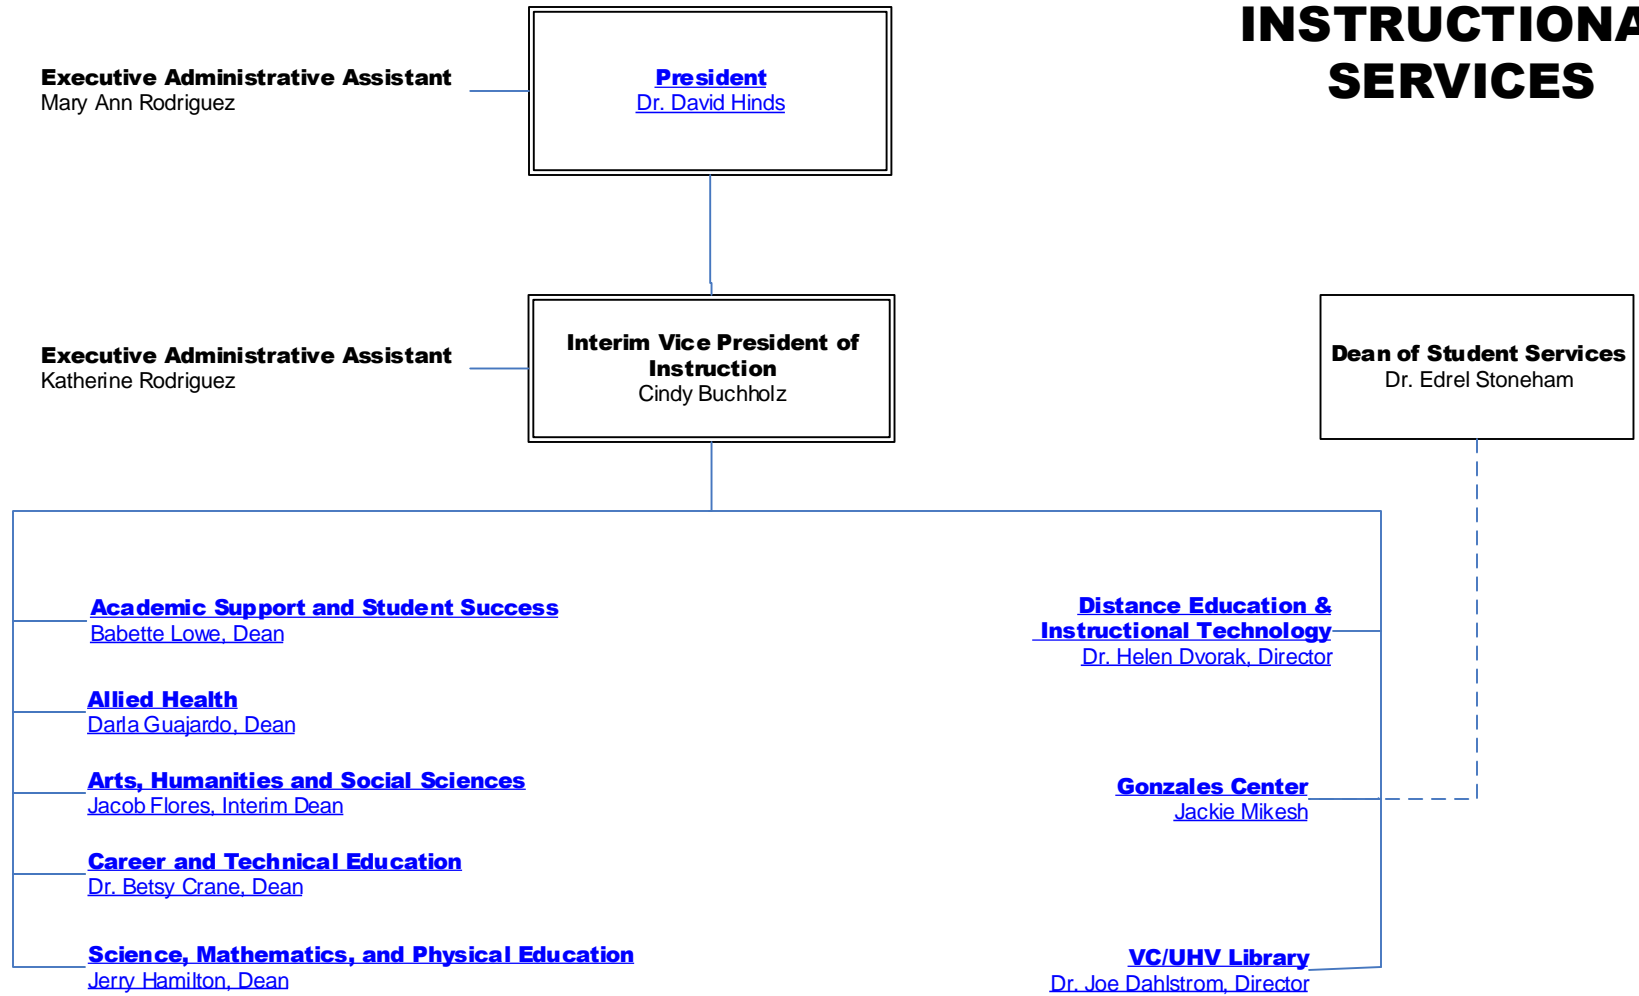 INSTRUCTIONA
SERVICES
Executive Administrative Assistant
Mary Ann Rodriguez
President
Dr. David Hinds
Executive Administrative Assistant
Katherine Rodriguez
Interim Vice President of
Instruction
Cindy Buchholz
Dean of Student Services
Dr. Edrel Stoneham
Academic Support and Student Success
Babette Lowe, Dean
Allied Health
Darla Guajardo, Dean
Arts, Humanities and Social Sciences
Jacob Flores, Interim Dean
Career and Technical Education
Dr. Betsy Crane, Dean
Science, Mathematics, and Physical Education
Jerry Hamilton, Dean
Distance Education &
Instructional Technology
Dr. Helen Dvorak, Director
Gonzales Center
Jackie Mikesh
VC/UHV Library
Dr. Joe Dahlstrom, Director